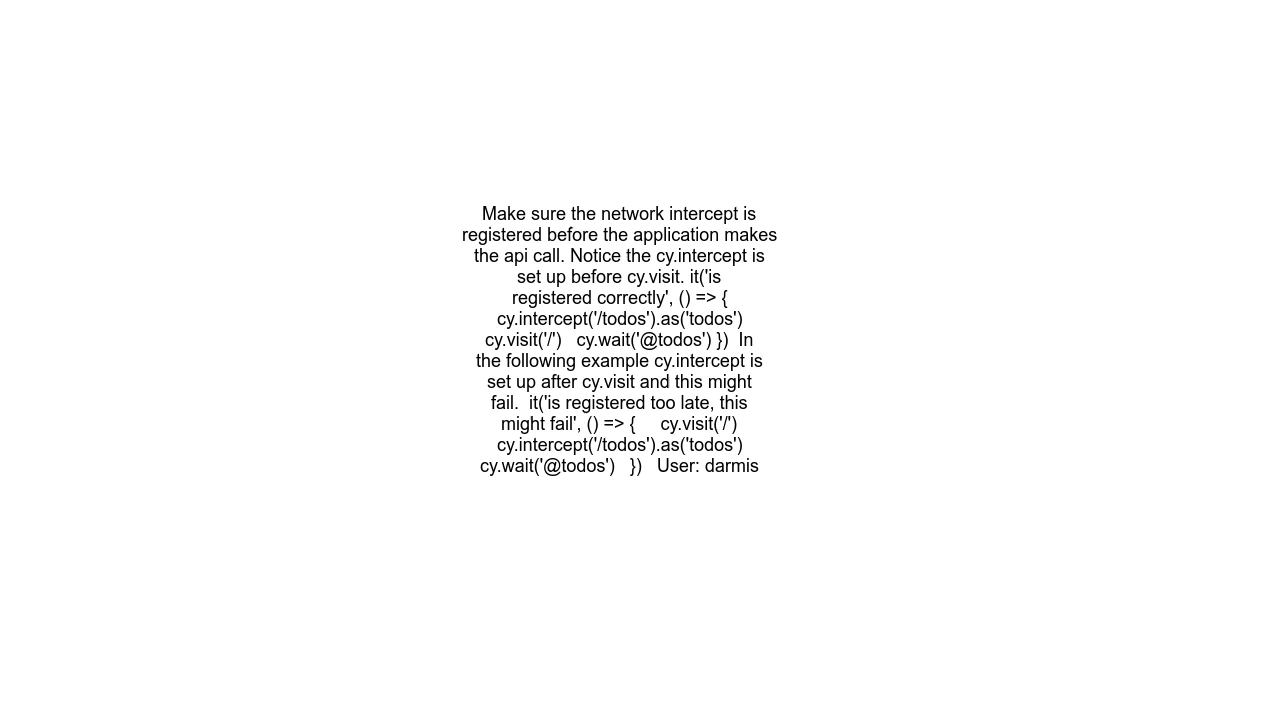 Make sure the network intercept is
registered before the application makes
the api call. Notice the cy.intercept is
set up before cy.visit. it('is
registered correctly', () => {
cy.intercept('/todos').as('todos')
cy.visit('/')   cy.wait('@todos') })  In
the following example cy.intercept is
set up after cy.visit and this might
fail.  it('is registered too late, this
might fail', () => {     cy.visit('/')
cy.intercept('/todos').as('todos')
cy.wait('@todos')   })   User: darmis